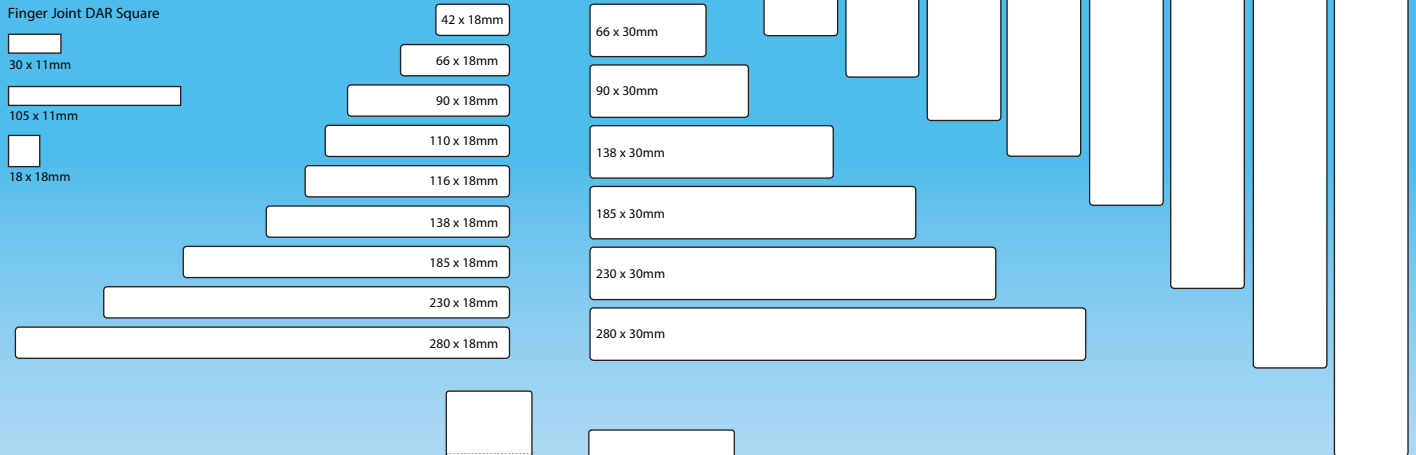 Finger Joint DAR Square
30 x 11mm
105 x 11mm
18 x 18mm
42 x 18mm
66 x 18mm
90 x 18mm
110 x 18mm
116 x 18mm
138 x 18mm
185 x 18mm
230 x 18mm
280 x 18mm
66 x 30mm
90 x 30mm
138 x 30mm
185 x 30mm
230 x 30mm
280 x 30mm